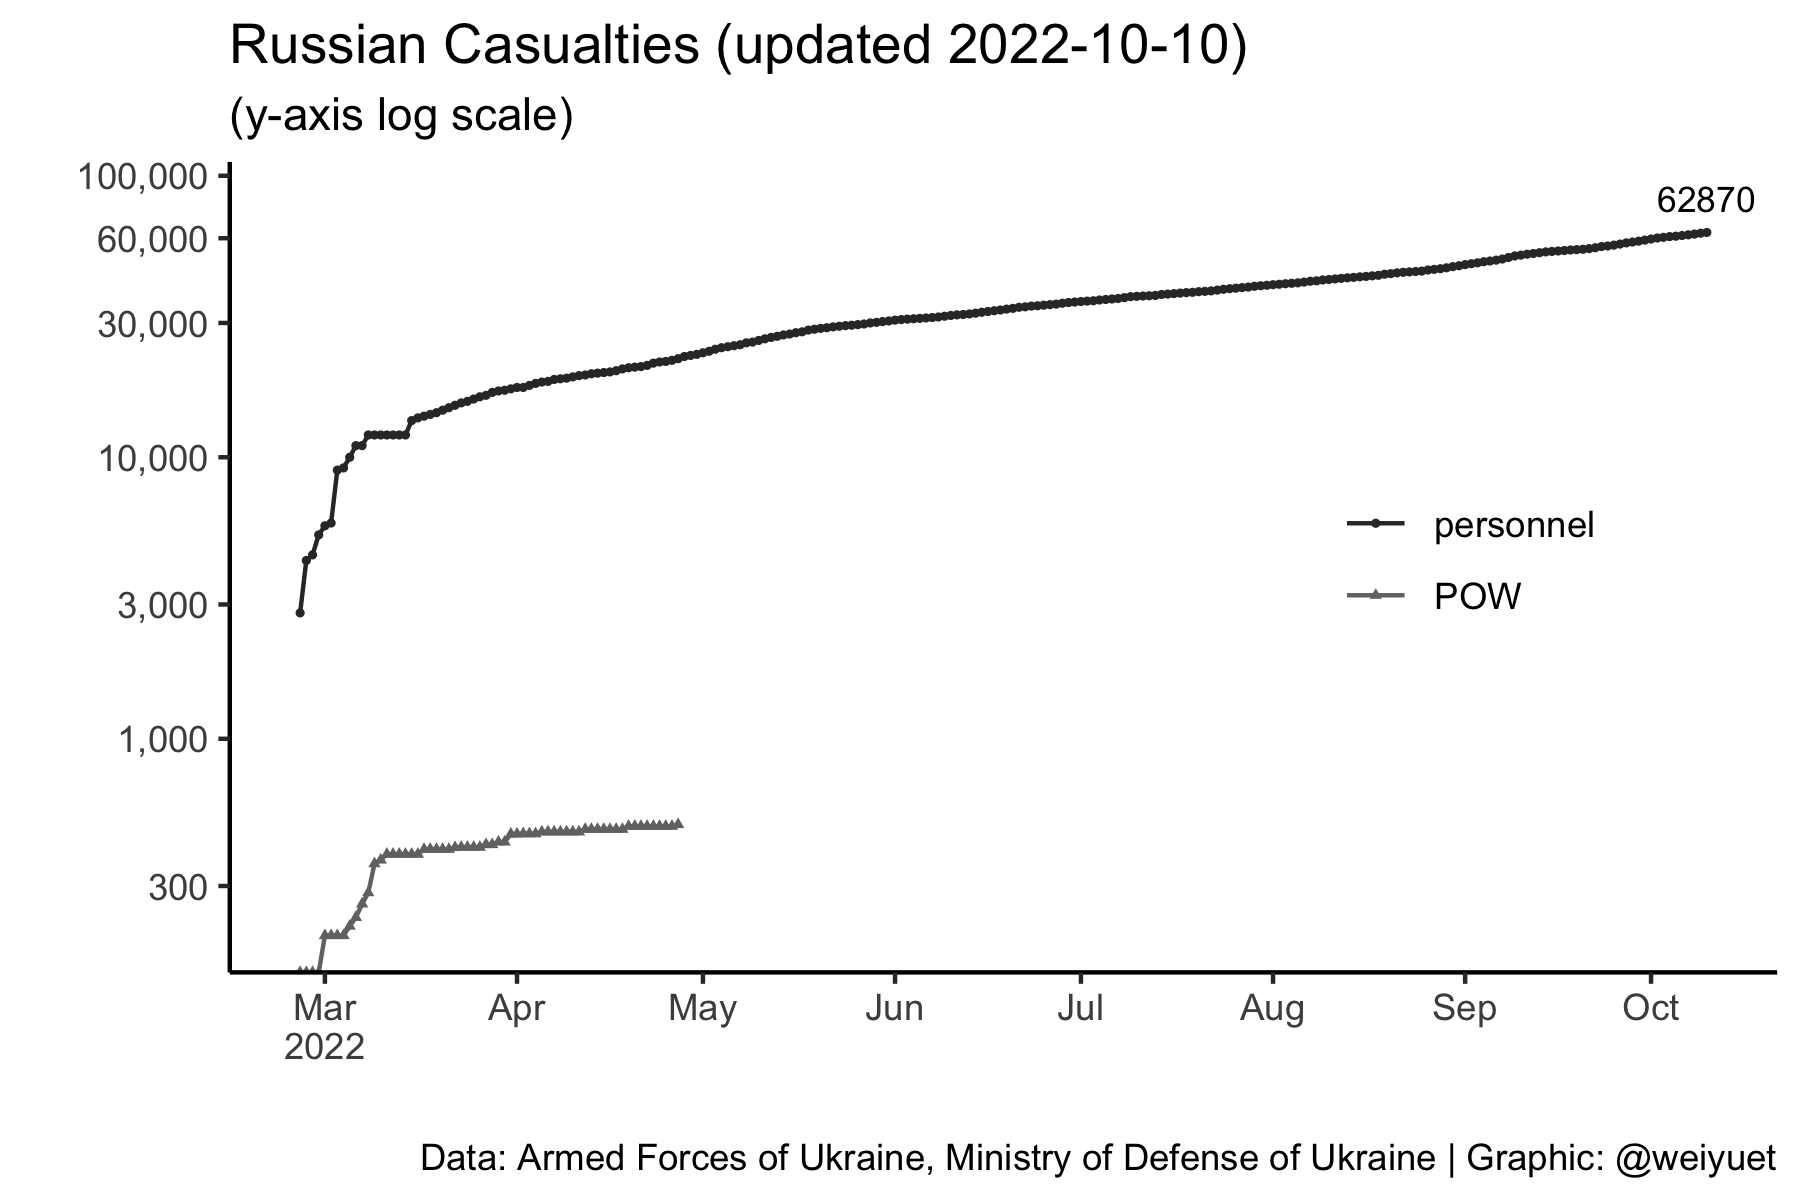 Russian Casualties (updated 2022-10-10)
(y-axis log scale)
100,000
60,000
30,000
10,000
3,000
1,000
300
62870
personnel
POW
Mar Apr May Jun Jul Aug Sep Oct
2022
Data: Armed Forces of Ukraine, Ministry of Defense of Ukraine | Graphic: @weiyuet